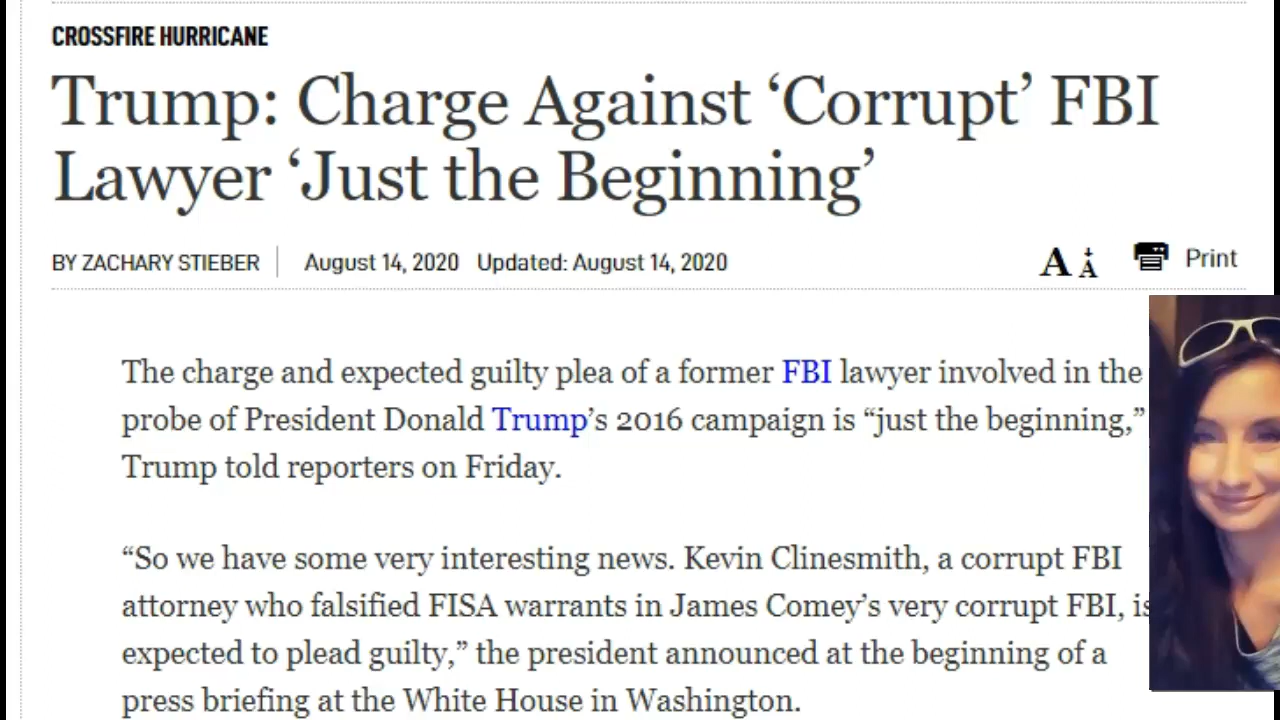 CROSSFIRE HURRICANE
Trump: Charge Against ‘Corrupt’ FBI
Lawyer ‘Just the Beginning’
BY ZACHARY STIEBER August 14, 2020 Updated: August 14, 2020 A A Print
The charge and expected guilty plea of a former FBI lawyer involved in the
probe of President Donald Trump’s 2016 campaign is “just the beginning,”
Trump told reporters on Friday.
“So we have some very interesting news. Kevin Clinesmith, a corrupt FBI
attorney who falsified FISA warrants in James Comey’s very corrupt FBI, is
expected to plead guilty,” the president announced at the beginning of a
press briefing at the White House in Washington.